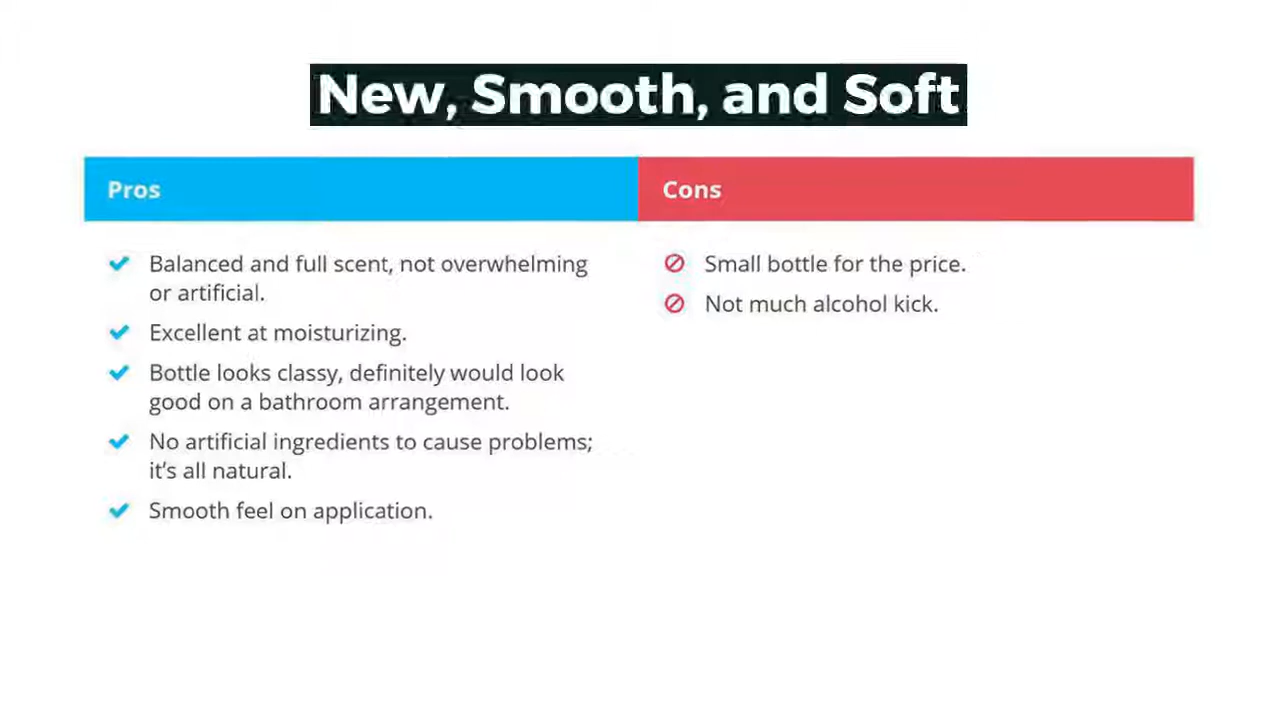 New, Smooth, and Soft
Pros
Balanced and full scent, not overwhelming
or artificial.
Excellent at moisturizing.
Bottle looks classy, definitely would look
good on a bathroom arrangement.
No artificial ingredients to cause problems;
it’s all natural.
Smooth feel on application.
Cons
Small bottle for the price.
Not much alcohol kick.